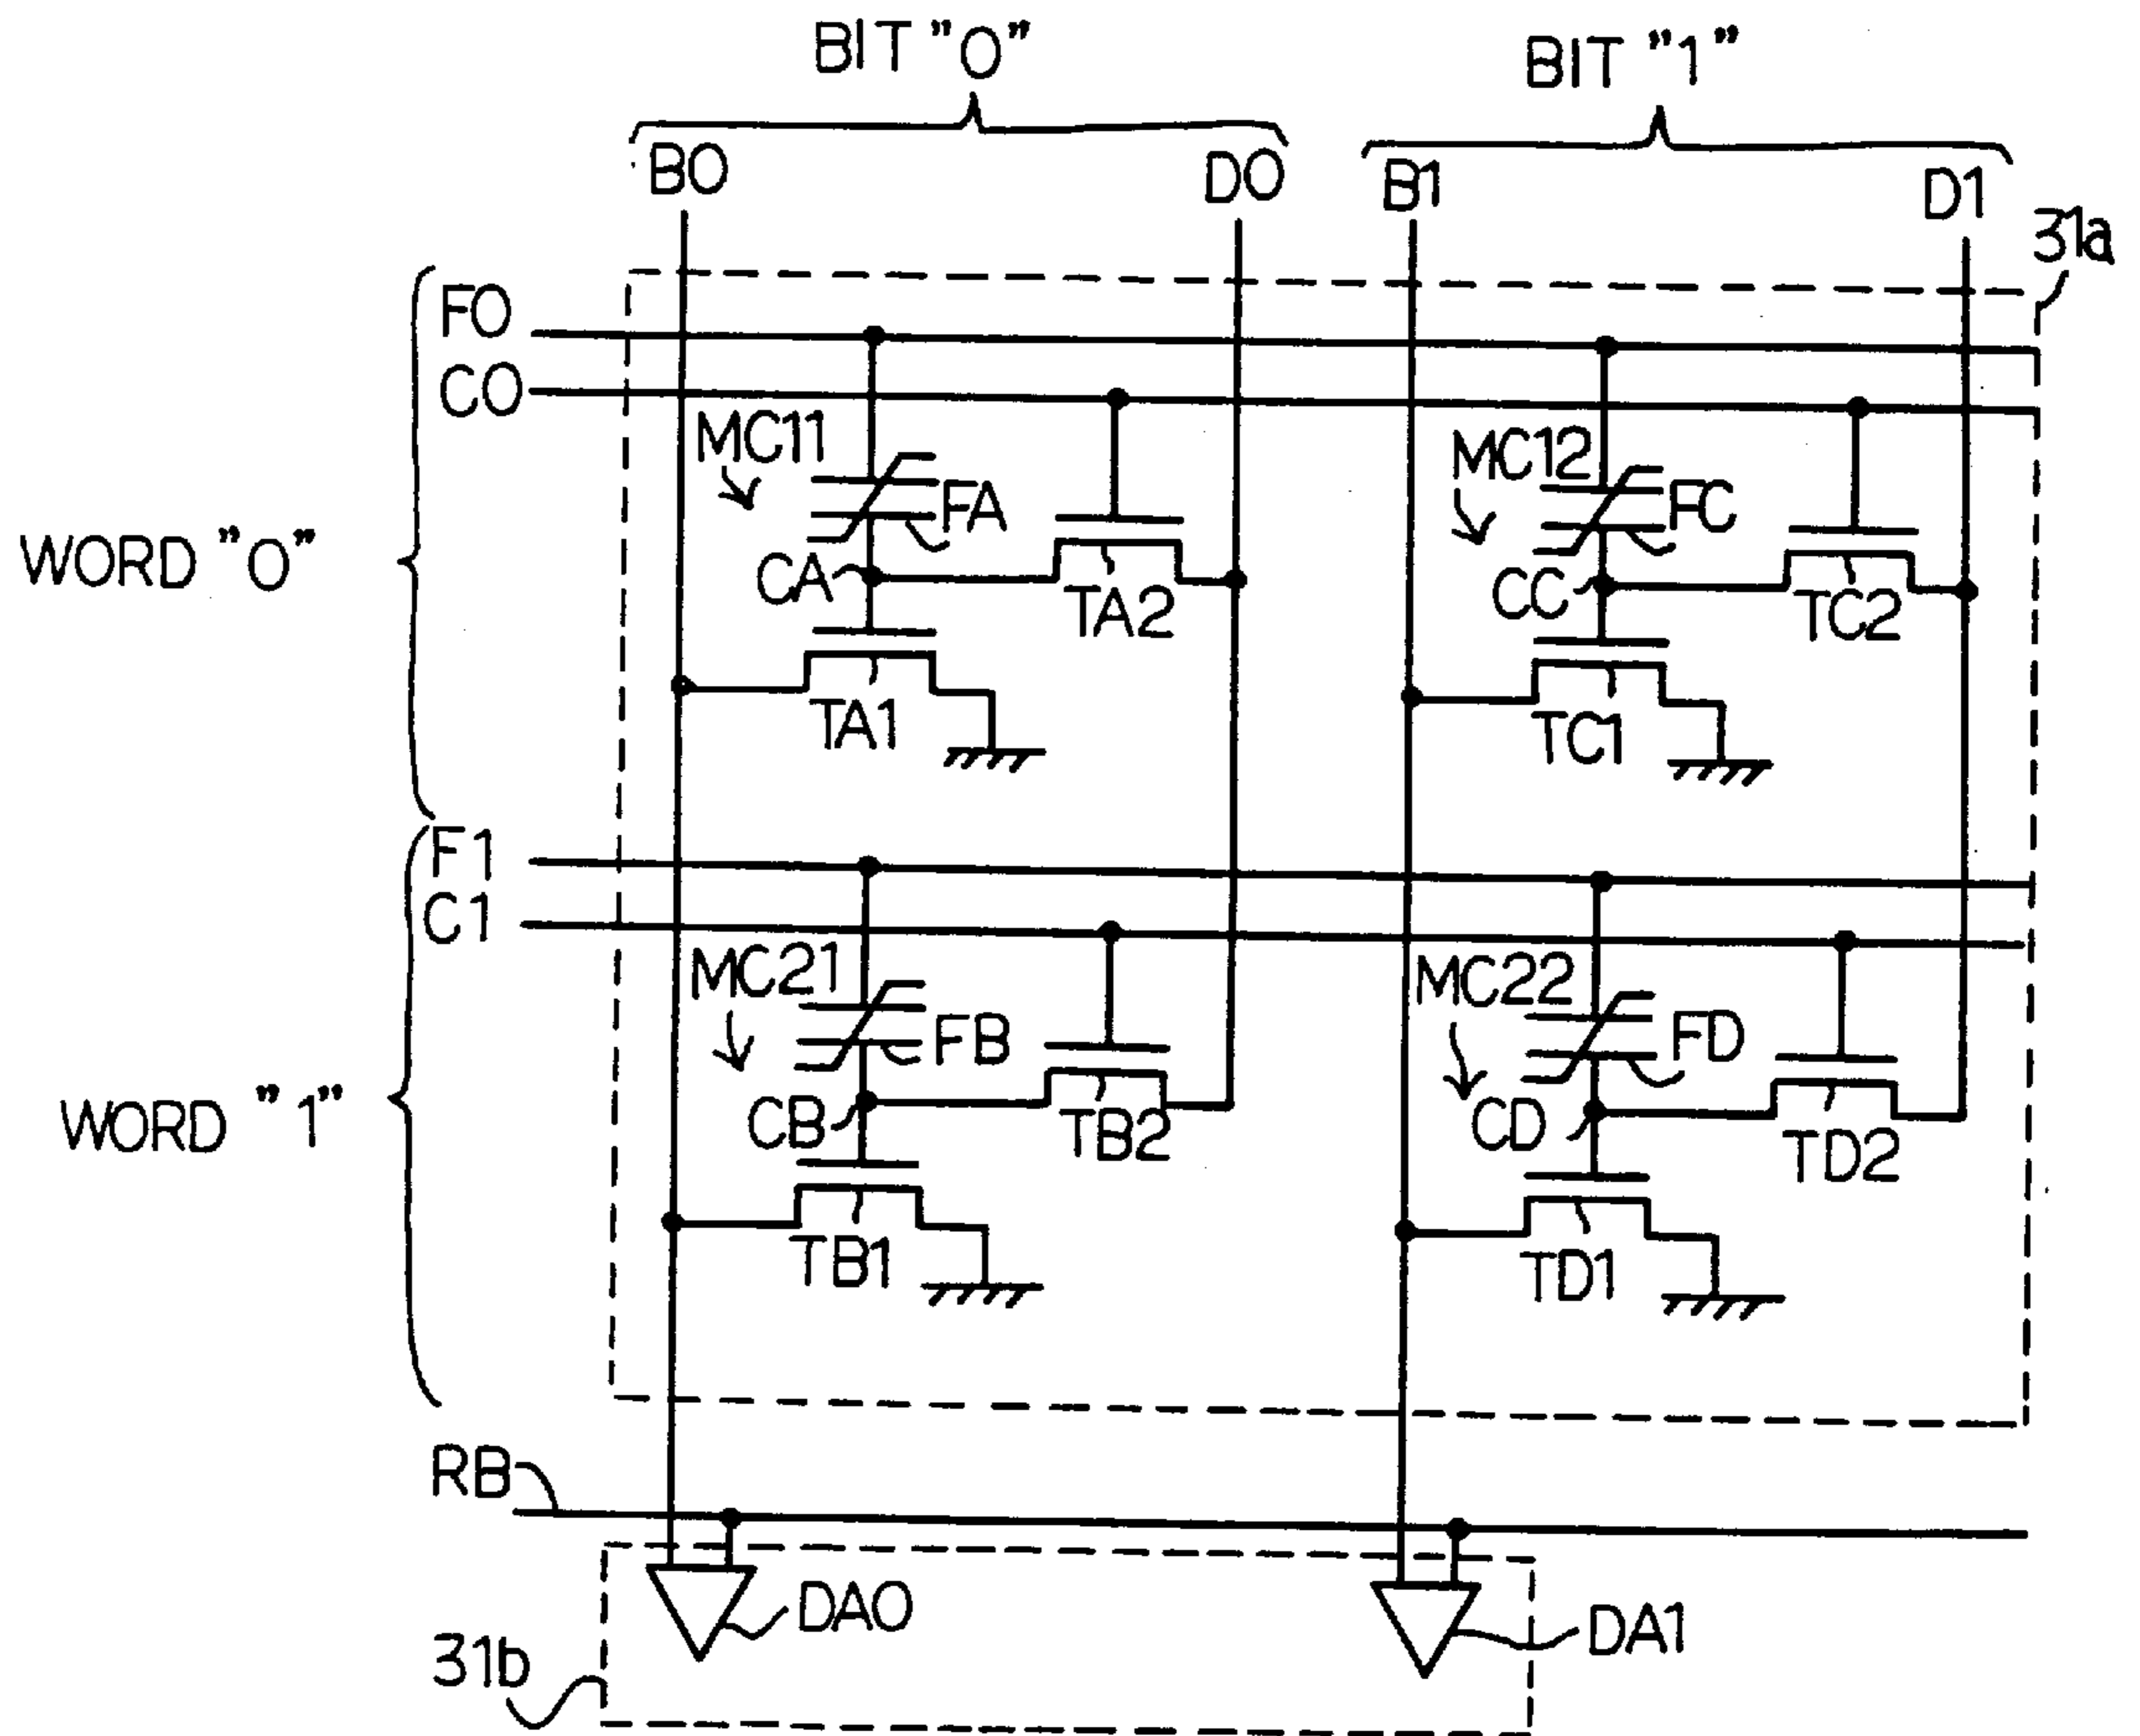 BIT "0"
BIT "1"
B0
D0
B1
D1
31a
F0
C0
MC11
FA
MC12
FC
WORD "0"
CA
TA2
CC
TC2
TA1
TC1
F1
C1
MC21
FB
MC22
FD
WORD "1"
CB
TB2
CD
TD2
TB1
TD1
RB
DA0
DA1
31b